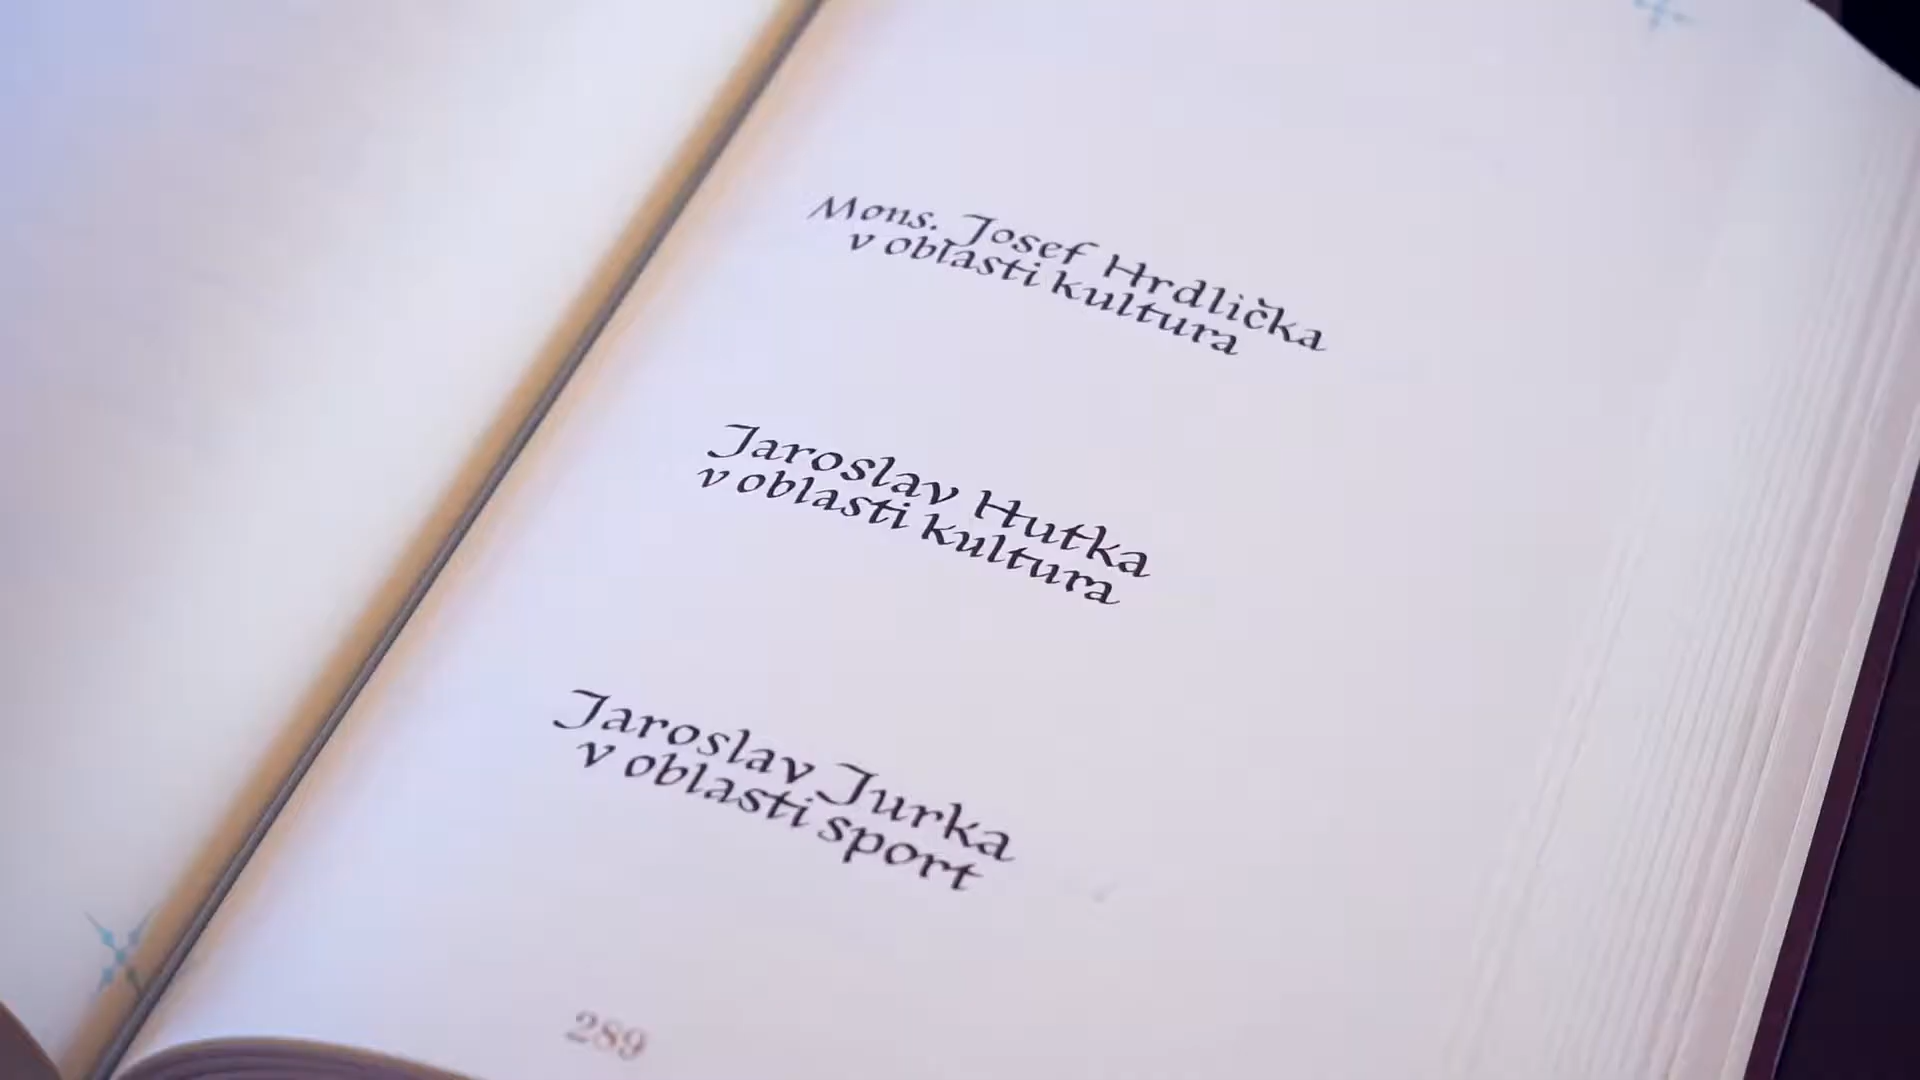 Mons. Josef Hrdlička
v oblasti kultura
Jaroslav Hutka
v oblasti kultura
Jaroslav Jurka
v oblasti sport
289